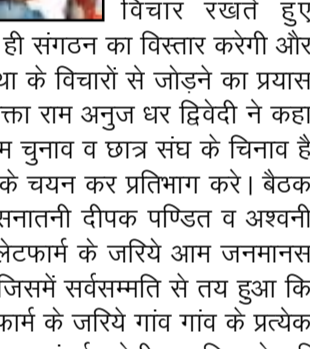 विचार रखते हुए
ही संगठन का विस्तार करेगी और
था के विचारों से जोड़ने का प्रयास
क्ता राम अनुज धर द्विवेदी ने कहा
म चुनाव व छात्र संघ के चिनाव है
के चयन कर प्रतिभाग करे। बैठक
सनातनी दीपक पण्डित व अश्वनी
लेटफार्म के जरिये आम जनमानस
जिसमें सर्वसम्मति से तय हुआ कि
फार्म के जरिये गांव गांव के प्रत्येक